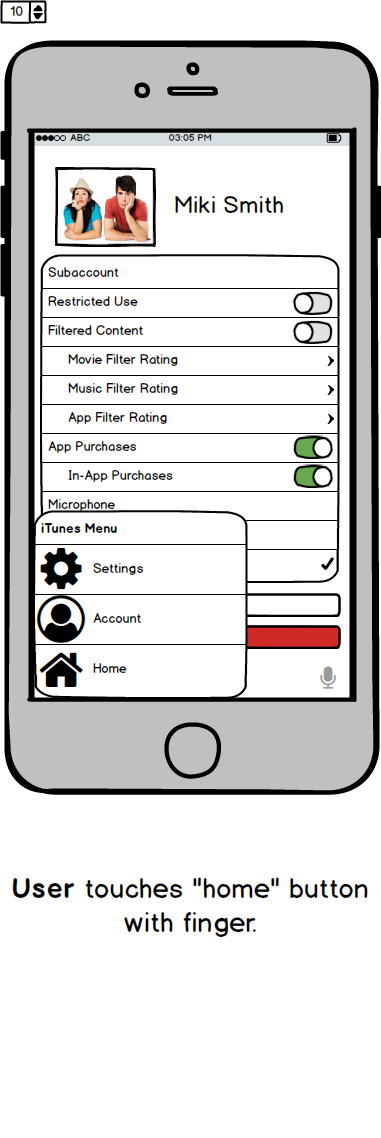 10
ABC 03:05 PM
Miki Smith
Subaccount
Restricted Use
Filtered Content
Movie Filter Rating
Music Filter Rating
App Filter Rating
App Purchases
In-App Purchases
Microphone
iTunes Menu
Settings
Account
Home
User touches "home" button
with finger.